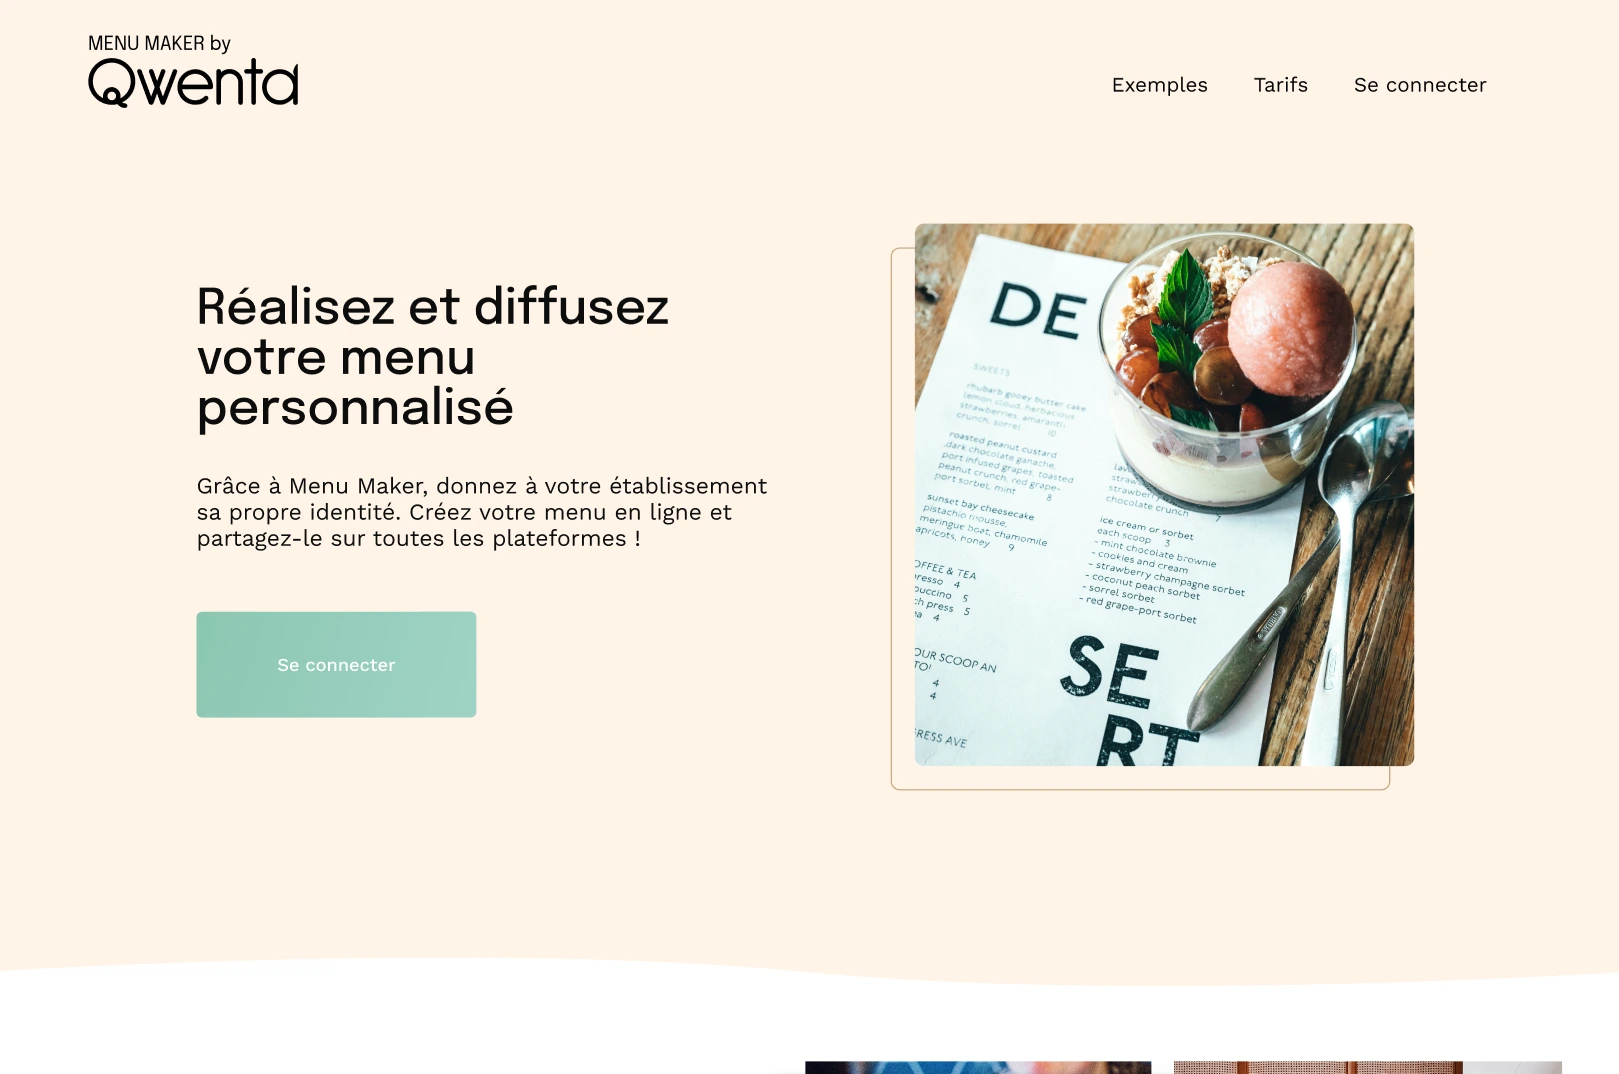 MENU MAKER by
Qwenta
Exemples
Tarifs
Se connecter
Réalisez et diffusez
votre menu
personnalisé
Grâce à Menu Maker, donnez à votre établissement
sa propre identité. Créez votre menu en ligne et
partagez-le sur toutes les plateformes !
Se connecter
DE
SWEETS
rhubarb gooey butter cake
lemon cloud, herbacious
strawberries, amaranth,
crunch, sorrel 10
roasted peanut custard
dark chocolate ganache,
port infused grapes, toasted
peanut crunch, red grape-
port sorbet, mint 8
sunset bay cheesecake
pistachio mousse,
meringue boat, chamomile
apricots, honey 9
OFFEE & TEA
presso 4
puccino 5
ch press 5
ea 4
OUR SCOOP AN
TO!
4
4
RESS AVE
strawberry
chocolate crunch 7
ice cream or sorbet
each scoop 3
- mint chocolate brownie
- cookies and cream
- strawberry champagne sorbet
- coconut peach sorbet
- sorrel sorbet
- red grape-port sorbet
SE
RT